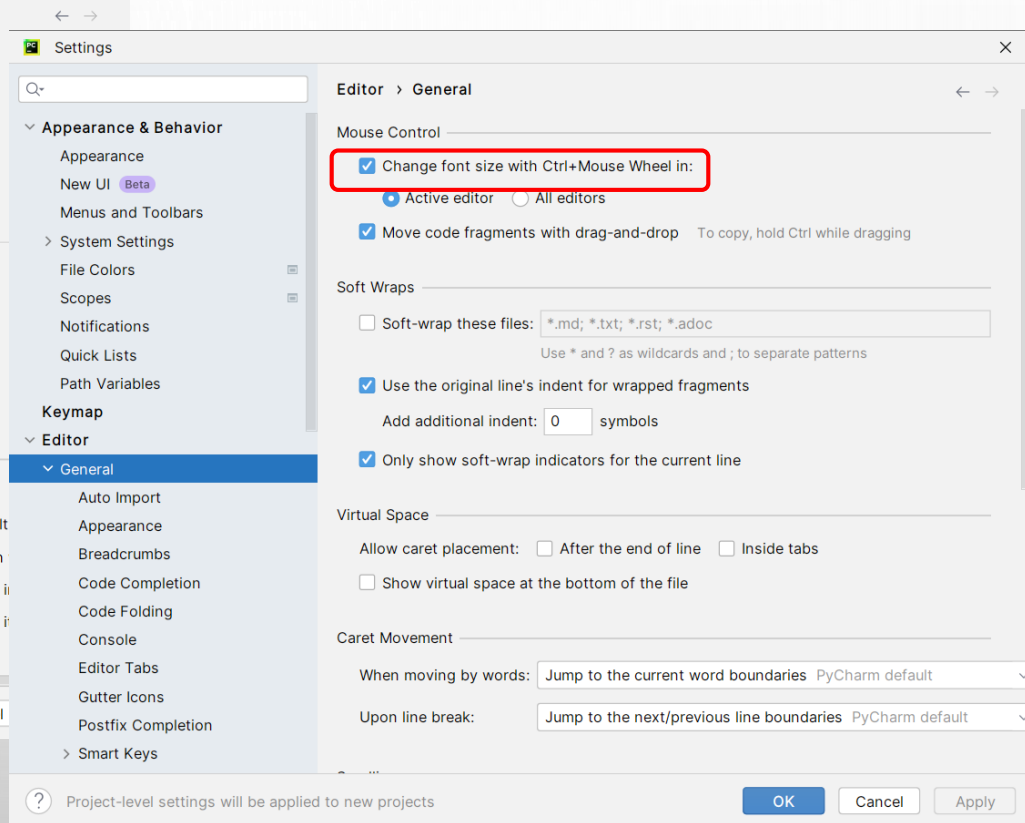 PC
Settings
Editor › General
Appearance & Behavior
Appearance
New UI Beta
Menus and Toolbars
System Settings
File Colors
Scopes
Notifications
Quick Lists
Path Variables
Keymap
Editor
General
Auto Import
Appearance
Breadcrumbs
Code Completion
Code Folding
Console
Editor Tabs
Gutter Icons
Postfix Completion
Smart Keys
Mouse Control
Change font size with Ctrl+Mouse Wheel in:
Active editor All editors
Move code fragments with drag-and-drop To copy, hold Ctrl while dragging
Soft Wraps
Soft-wrap these files: *.md; *.txt; *.rst; *.adoc
Use * and ? as wildcards and ; to separate patterns
Use the original line's indent for wrapped fragments
Add additional indent: 0 symbols
Only show soft-wrap indicators for the current line
Virtual Space
Allow caret placement: After the end of line Inside tabs
Show virtual space at the bottom of the file
Caret Movement
When moving by words: Jump to the current word boundaries PyCharm default
Upon line break: Jump to the next/previous line boundaries PyCharm default
? Project-level settings will be applied to new projects
OK Cancel Apply